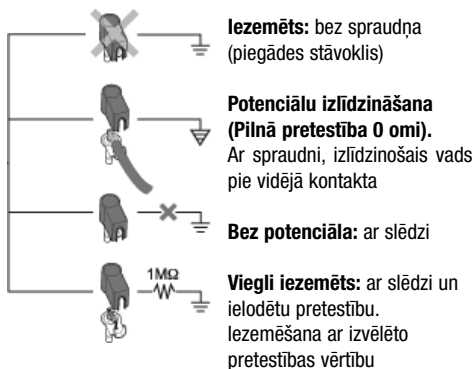 Iezemēts: bez spraudņa
(piegādes stāvoklis)
Potenciālu izlīdzināšana
(Pilnā pretestība 0 omi).
Ar spraudni, izlīdzinošais vads
pie vidējā kontakta
Bez potenciāla: ar slēdzi
1MΩ
Viegli iezemēts: ar slēdzi un
ielodētu pretestību.
Iezemēšana ar izvēlēto
pretestības vērtību